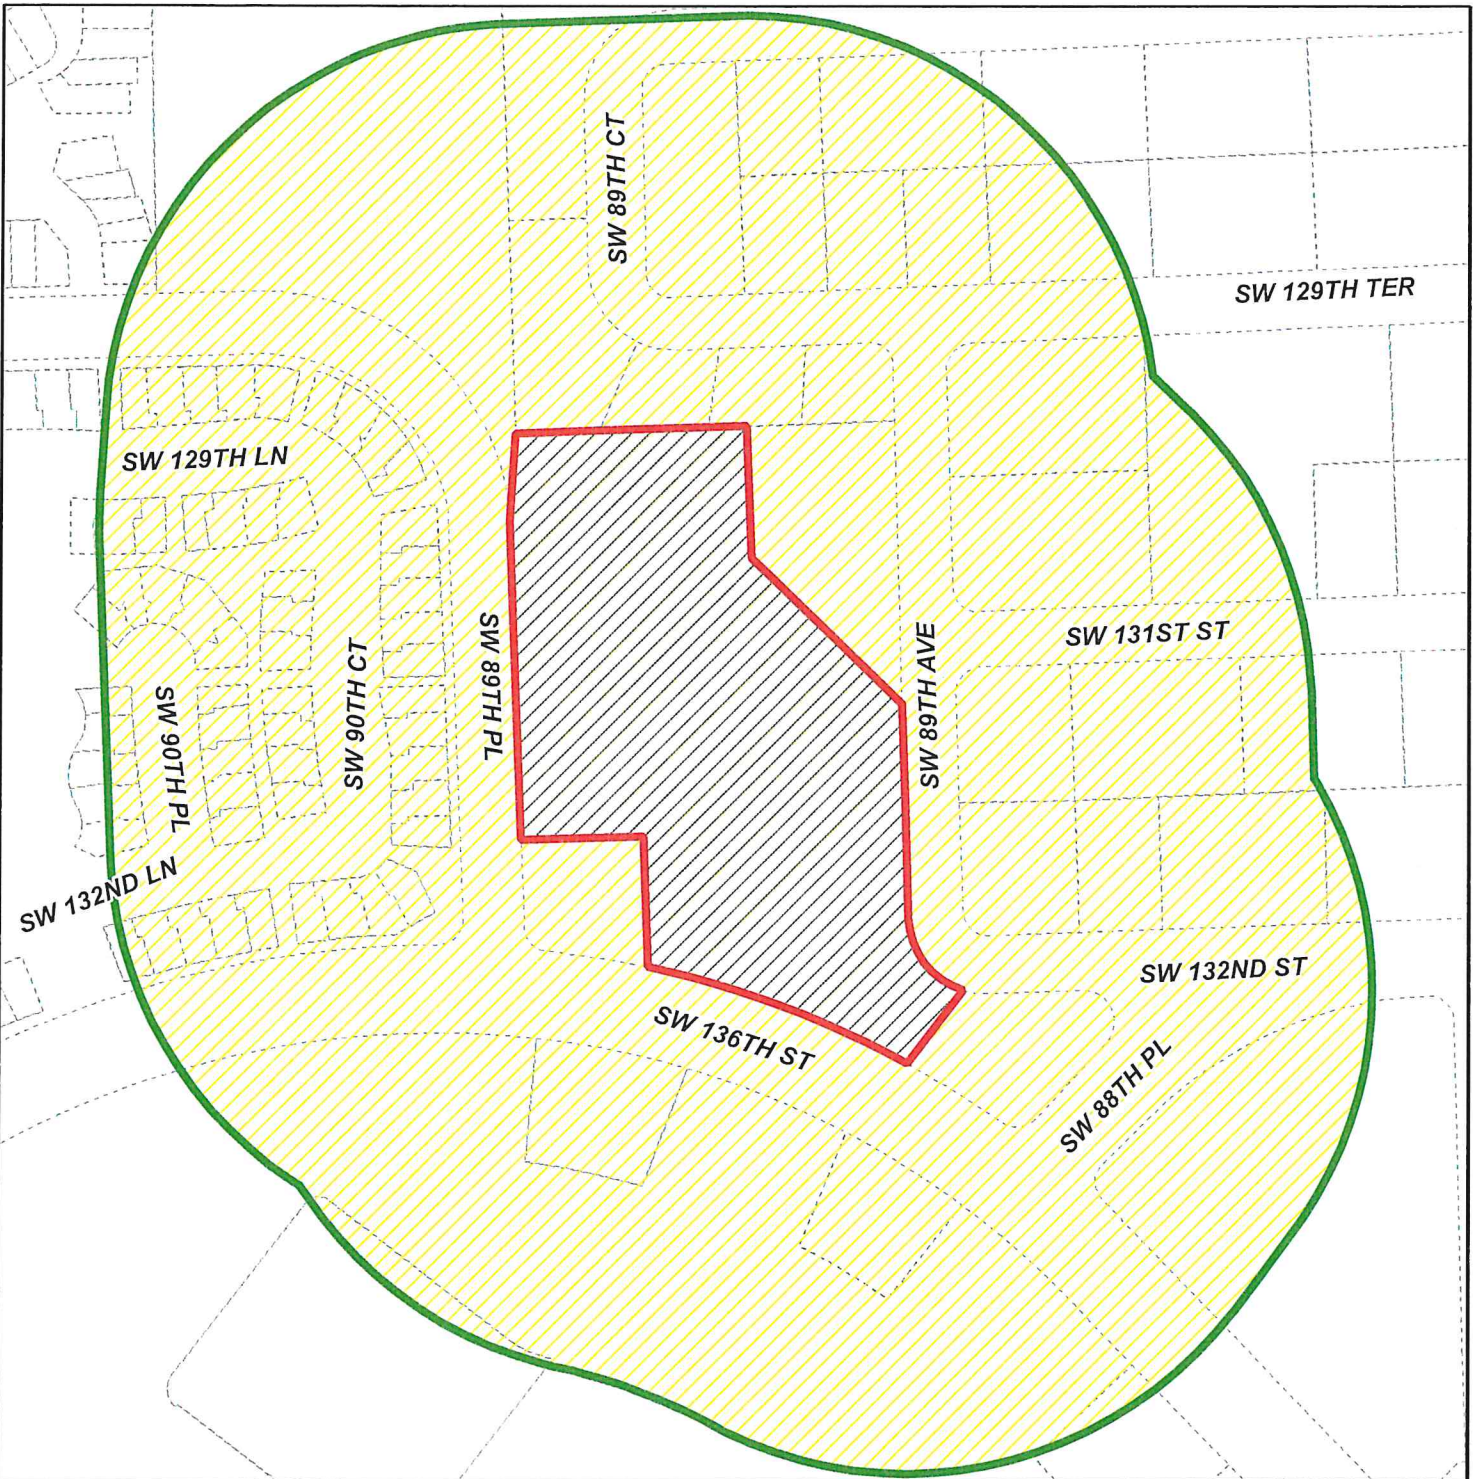 SW 89TH CT
SW 129TH TER
SW 129TH LN
SW 131ST ST
SW 89TH PL
SW 90TH CT
SW 89TH AVE
SW 90TH PL
SW 132ND LN
SW 132ND ST
SW 136TH ST
SW 88TH PL